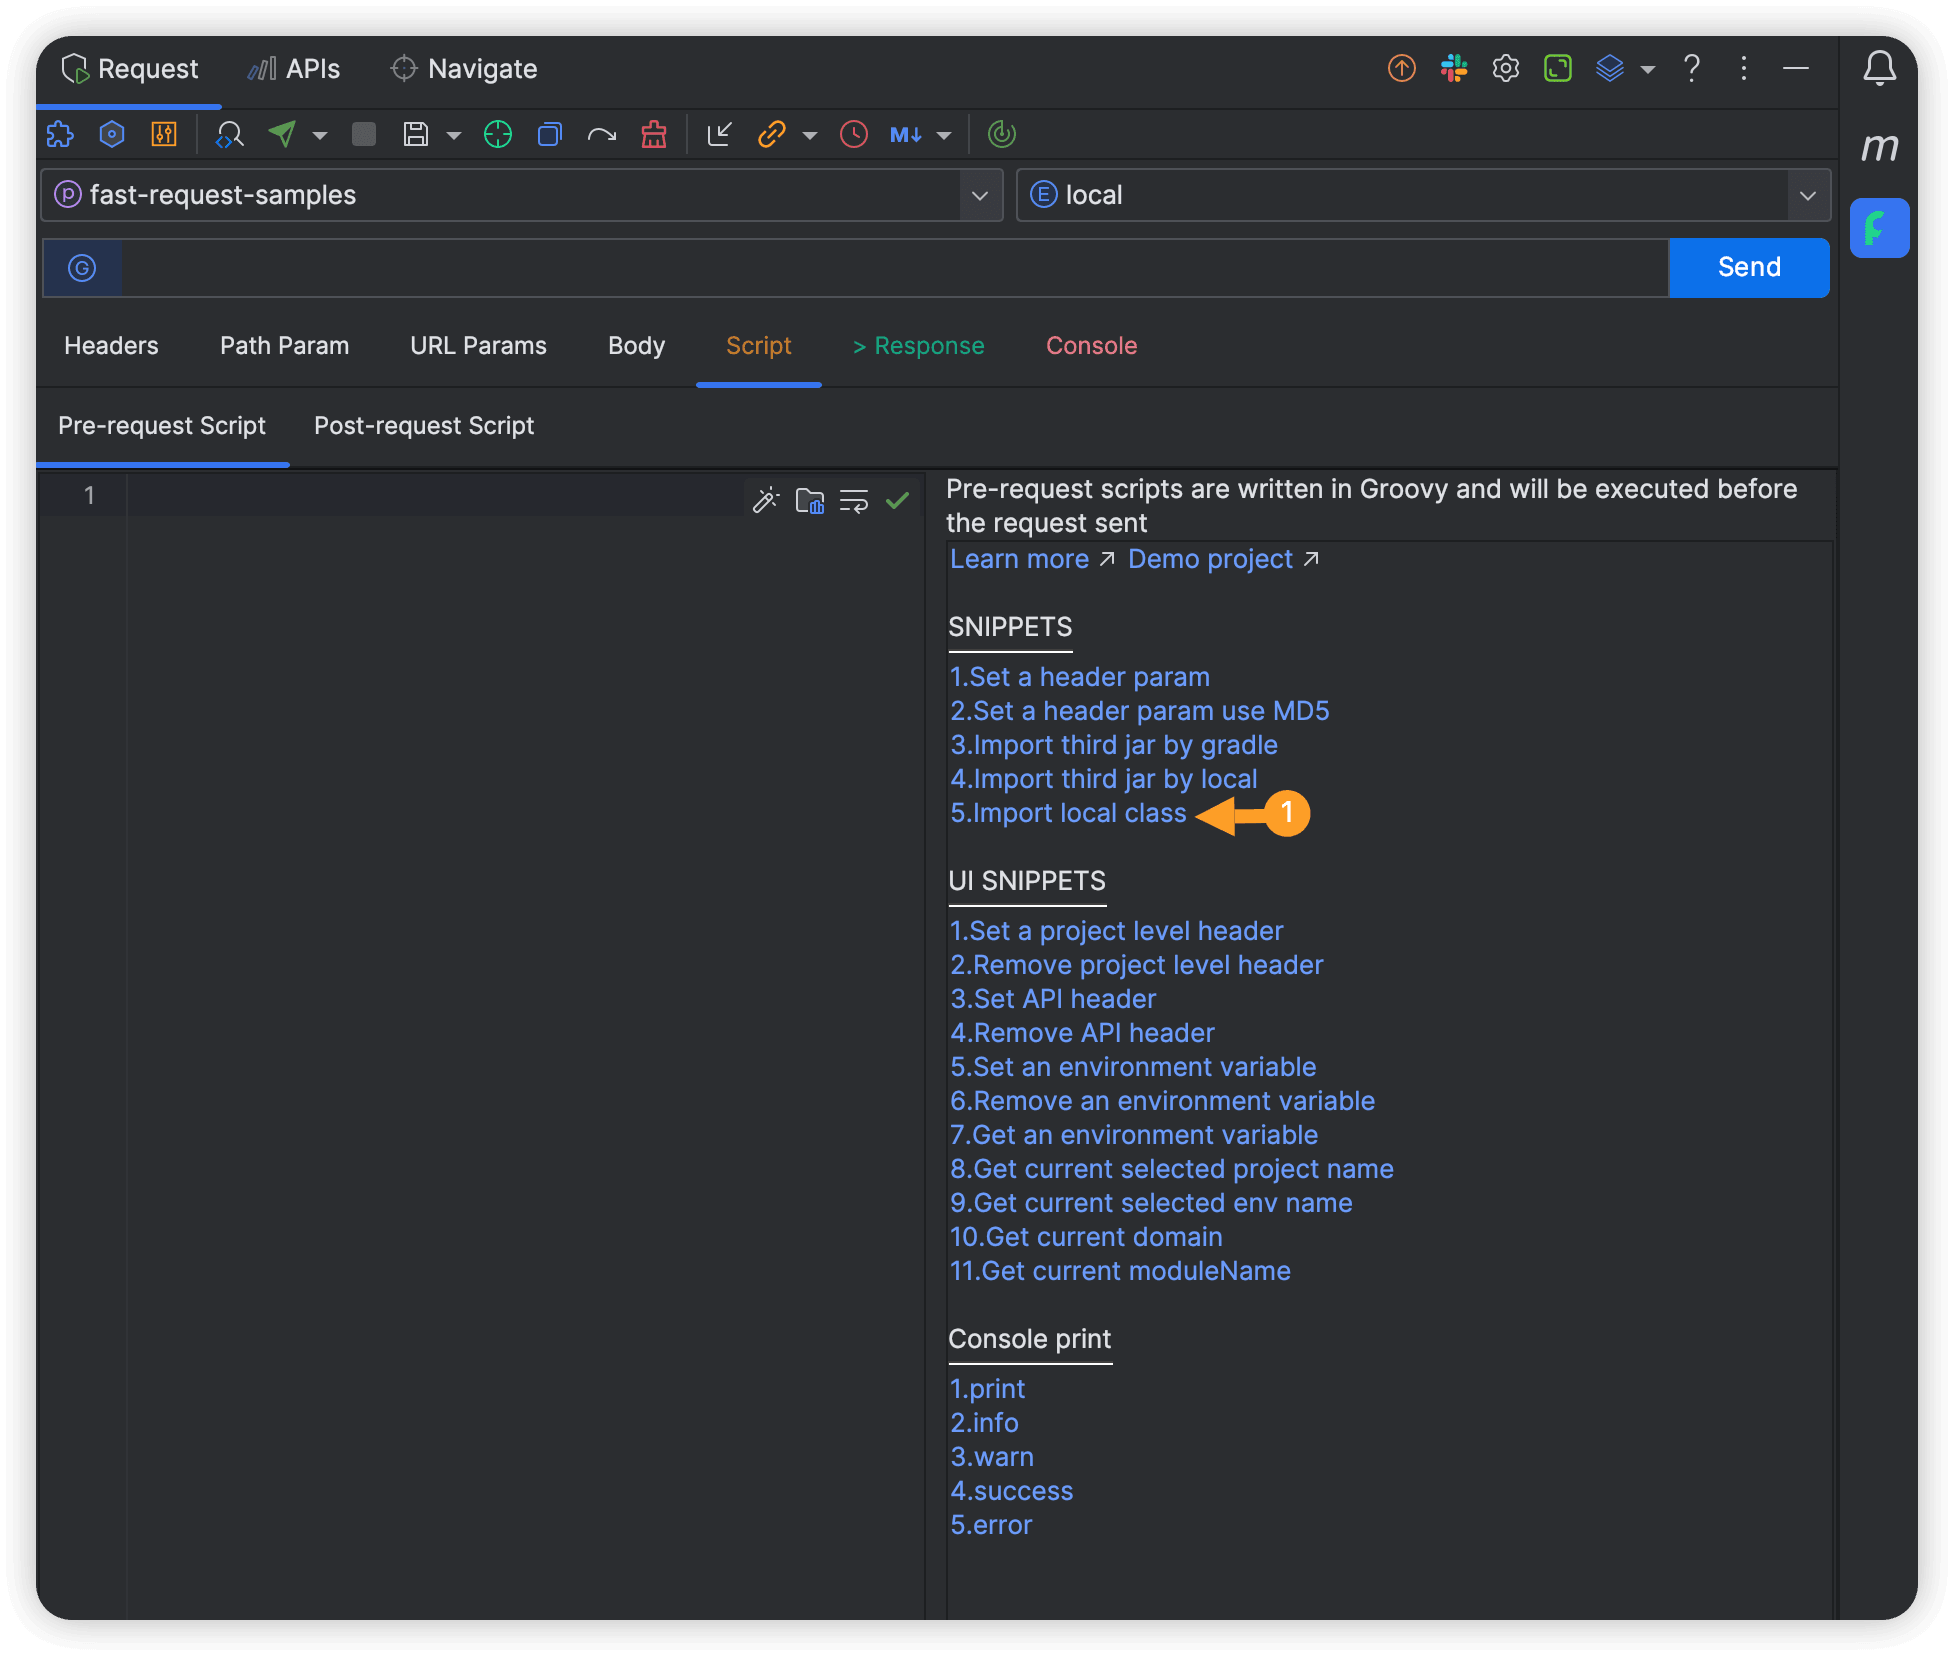 Request APIs Navigate
M↓
m
P fast-request-samples E local
G Send
Headers Path Param URL Params Body Script > Response Console
Pre-request Script Post-request Script
1
Pre-request scripts are written in Groovy and will be executed before
the request sent
Learn more ↗ Demo project ↗
SNIPPETS
1.Set a header param
2.Set a header param use MD5
3.Import third jar by gradle
4.Import third jar by local
5.Import local class 1
UI SNIPPETS
1.Set a project level header
2.Remove project level header
3.Set API header
4.Remove API header
5.Set an environment variable
6.Remove an environment variable
7.Get an environment variable
8.Get current selected project name
9.Get current selected env name
10.Get current domain
11.Get current moduleName
Console print
1.print
2.info
3.warn
4.success
5.error